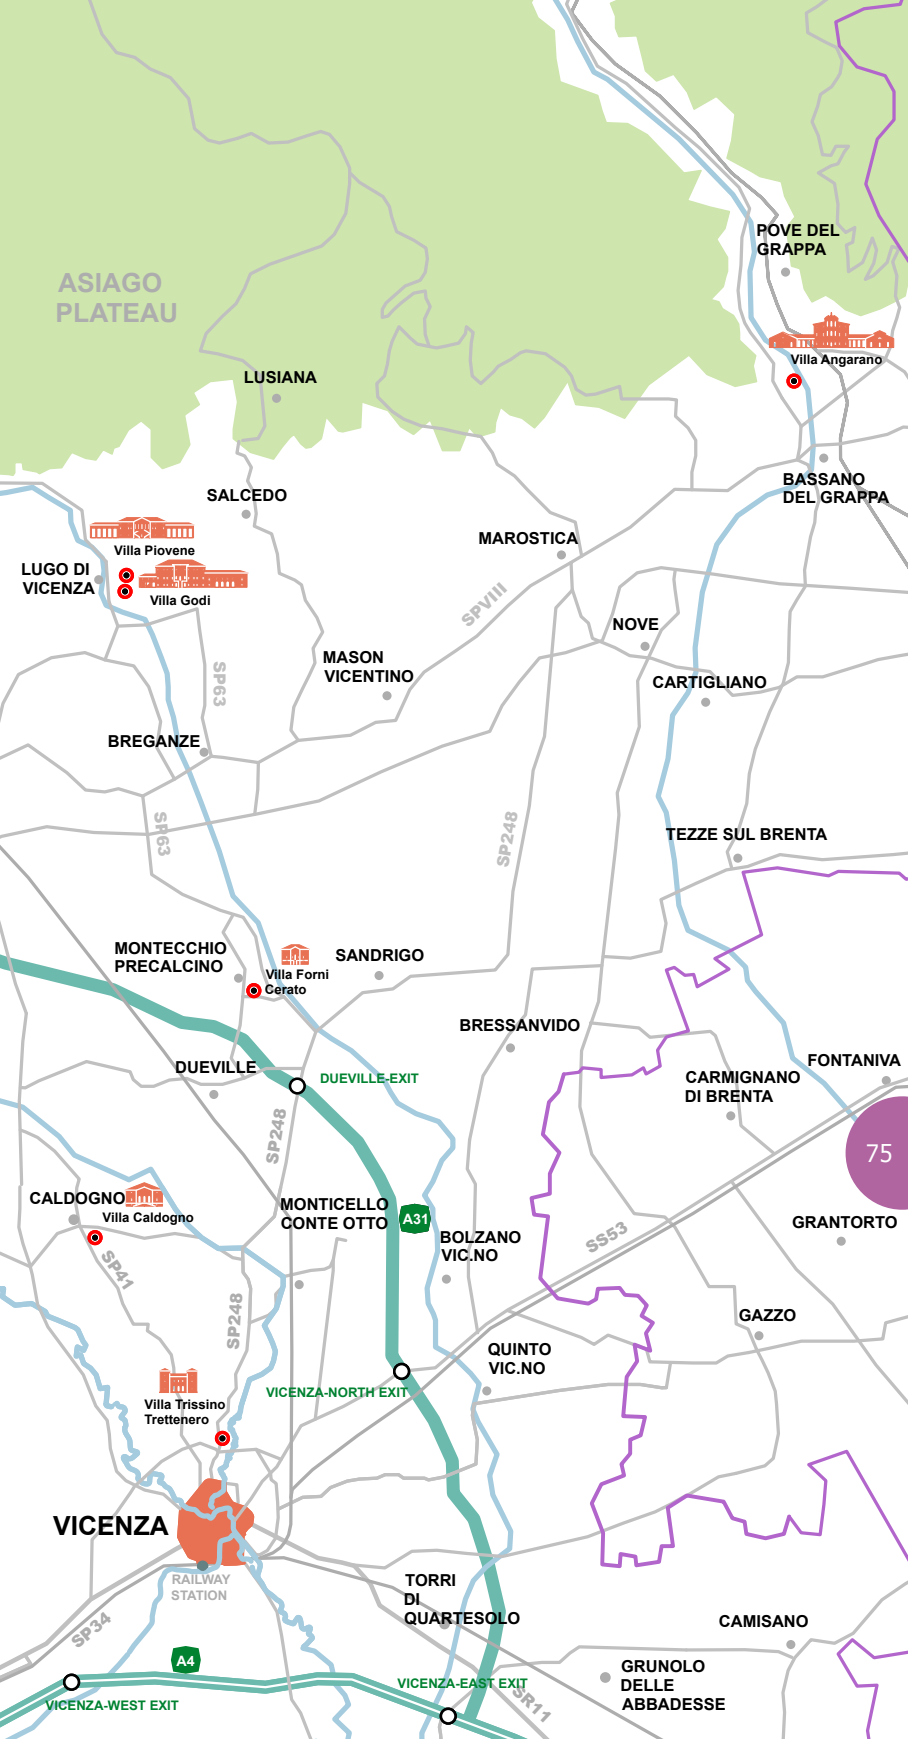 POVE DEL
GRAPPA
ASIAGO
PLATEAU
Villa Angarano
LUSIANA
BASSANO
DEL GRAPPA
SALCEDO
MAROSTICA
Villa Piovene
LUGO DI
VICENZA
Villa Godi
SPVIII
NOVE
MASON
VICENTINO
SP63
CARTIGLIANO
BREGANZE
SP63
SP248
TEZZE SUL BRENTA
MONTECCHIO
PRECALCINO
SANDRIGO
Villa Forni
Cerato
BRESSANVIDO
DUEVILLE
DUEVILLE-EXIT
FONTANIVA
CARMIGNANO
DI BRENTA
SP248
75
CALDOGNO
Villa Caldogno
MONTICELLO
CONTE OTTO
A31
BOLZANO
VIC.NO
SS53
GRANTORTO
SP41
SP248
GAZZO
QUINTO
VIC.NO
VICENZA-NORTH EXIT
Villa Trissino
Trettenero
VICENZA
RAILWAY
STATION
TORRI
DI
QUARTESOLO
SP34
CAMISANO
A4
GRUNOLO
DELLE
ABBADESSE
VICENZA-EAST EXIT
VICENZA-WEST EXIT
SR11